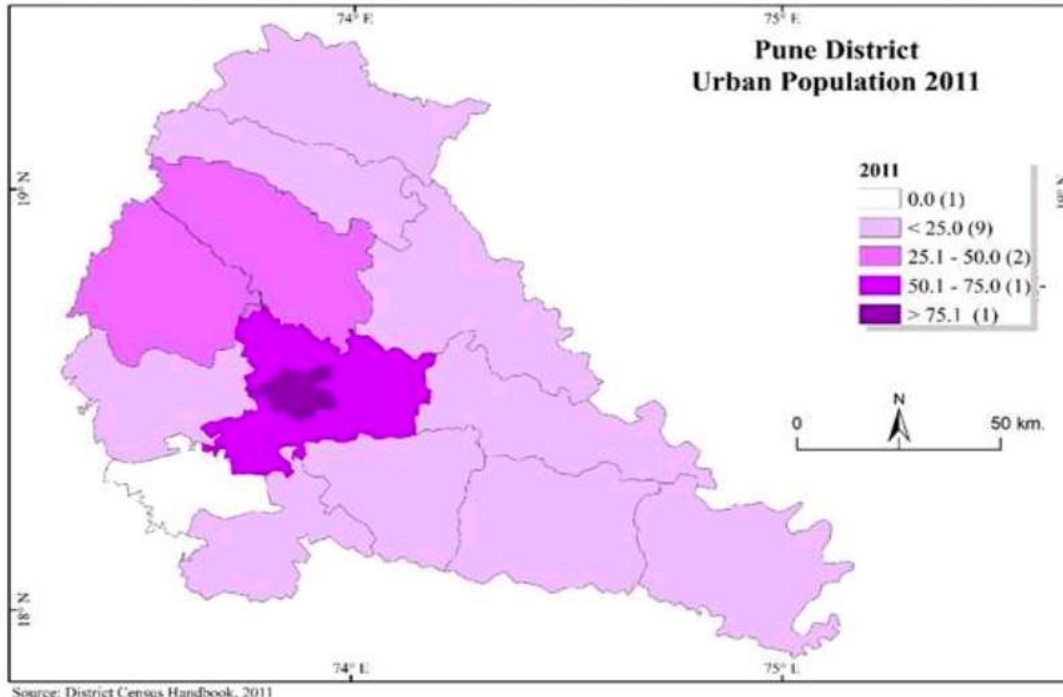 74° E
75° E
Pune District
Urban Population 2011
19° N
19° N
2011
0.0 (1)
< 25.0 (9)
25.1 - 50.0 (2)
50.1 - 75.0 (1) -
> 75.1 (1)
N
0
50 km.
18° N
74° E
75° E
Source: District Census Handbook, 2011